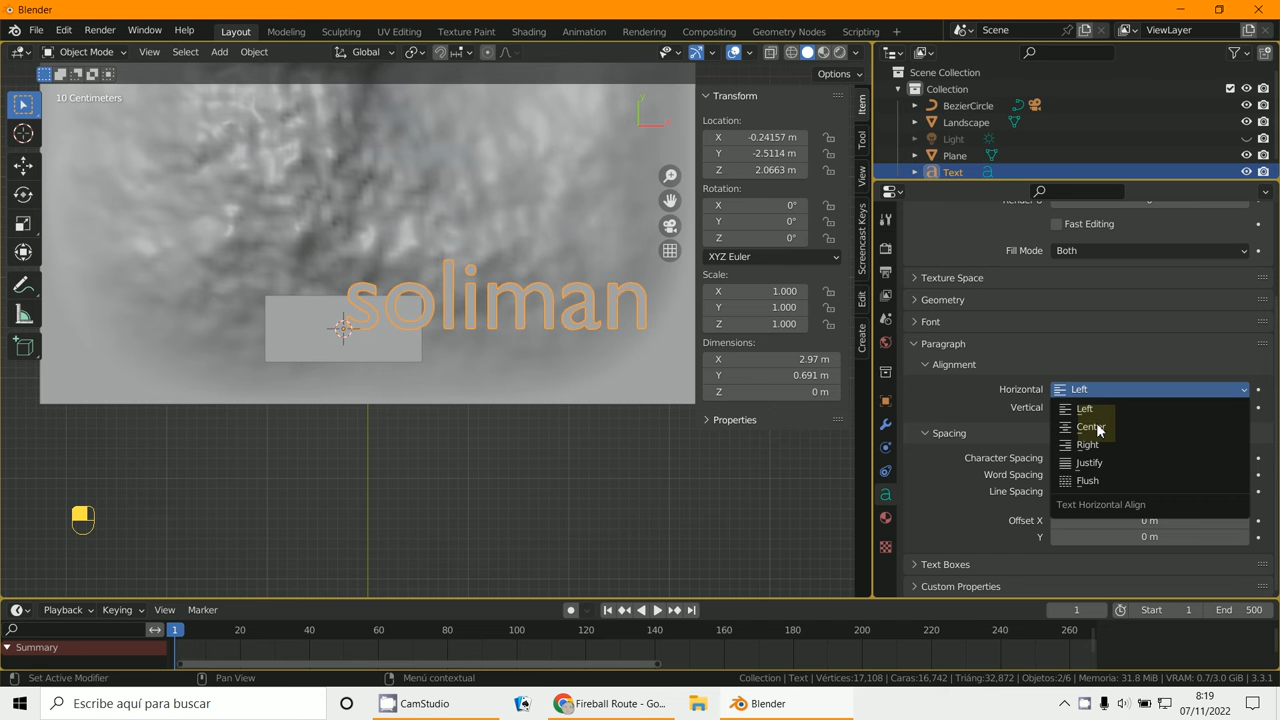 Blender
File Edit Render Window Help
Layout Modeling Sculpting UV Editing Texture Paint Shading Animation Rendering Compositing Geometry Nodes Scripting +
Scene
ViewLayer
Object Mode View Select Add Object
Global
Options
10 Centimeters
soliman
Transform
Location:
X -0.24157 m
Y -2.5114 m
Z 2.0663 m
Rotation:
X 0°
Y 0°
Z 0°
XYZ Euler
Scale:
X 1.000
Y 1.000
Z 1.000
Dimensions:
X 2.97 m
Y 0.691 m
Z 0 m
Properties
Item
Tool
View
Screencast Keys
Edit
Create
Scene Collection
Collection
BezierCircle
Landscape
Light
Plane
Text
Fast Editing
Fill Mode Both
Texture Space
Geometry
Font
Paragraph
Alignment
Horizontal Left
Vertical
Left
Center
Right
Justify
Flush
Text Horizontal Align
Spacing
Character Spacing
Word Spacing
Line Spacing
Offset X 0 m
Y 0 m
Text Boxes
Custom Properties
Playback Keying View Marker
1 Start 1 End 500
1 20 40 60 80 100 120 140 160 180 200 220 240 260
Summary
Set Active Modifier Pan View Menú contextual
Collection | Text | Vértices:17,108 | Caras:16,742 | Triáng:32,872 | Objetos:2/6 | Memoria: 31.8 MiB | VRAM: 0.7/3.0 GiB | 3.3.1
Escribe aquí para buscar
CamStudio
Fireball Route - Go...
Blender
8:19
07/11/2022